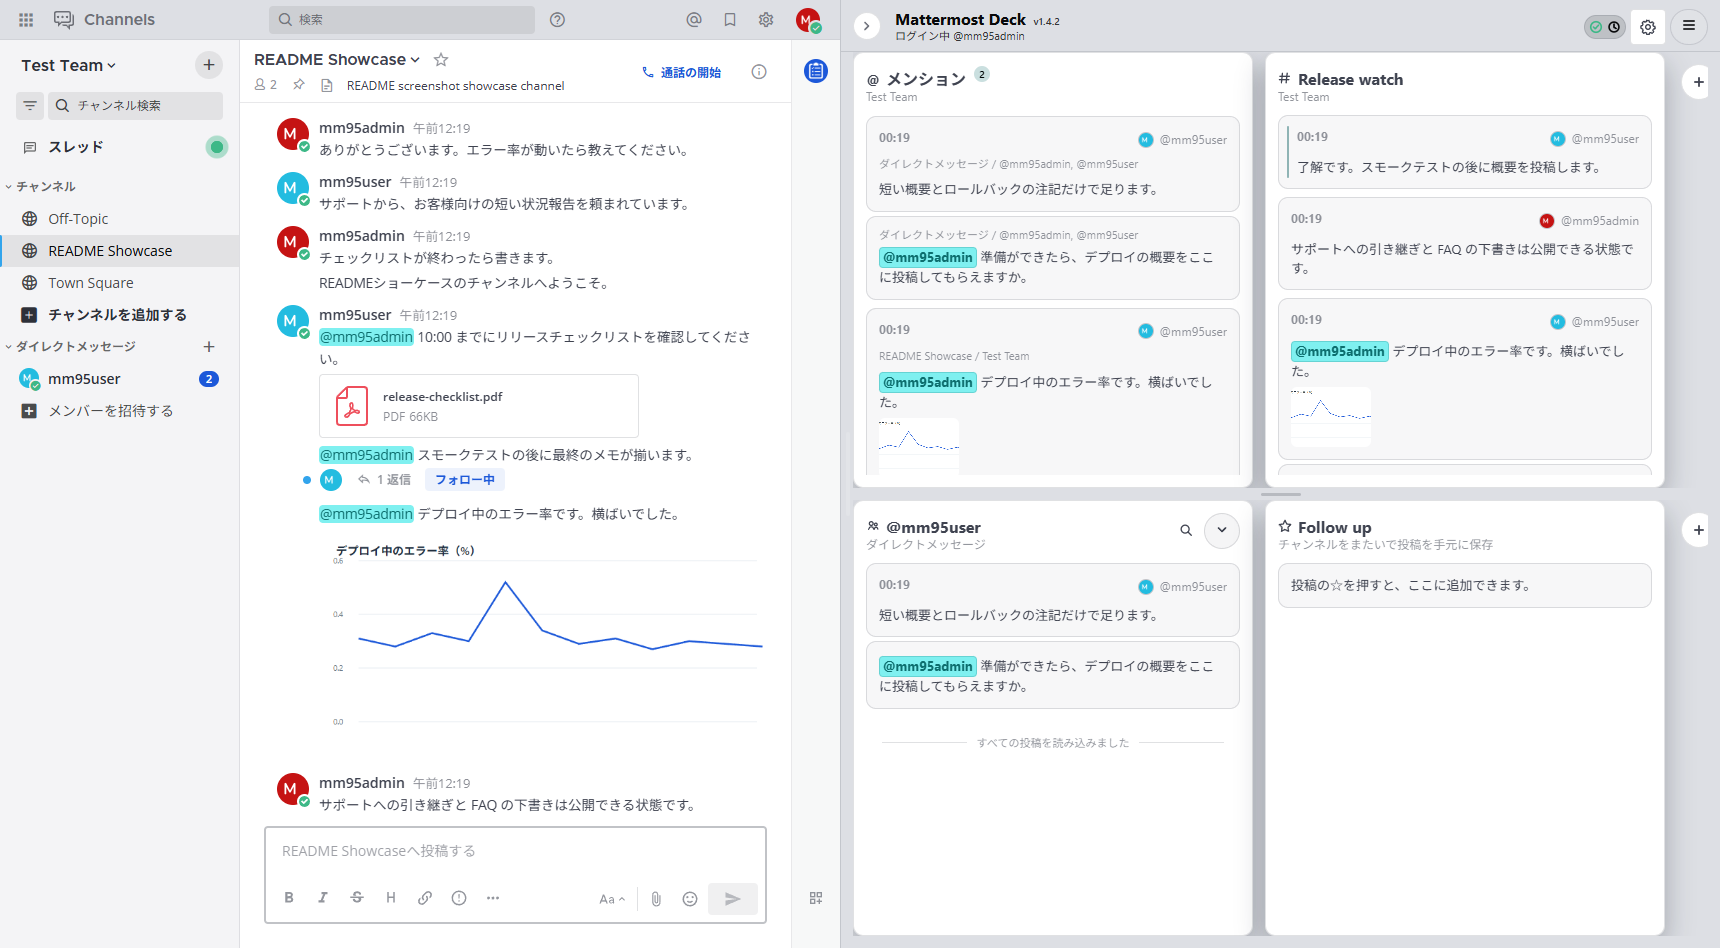 Channels
検索
M
Test Team
チャンネル検索
スレッド
チャンネル
Off-Topic
README Showcase
Town Square
チャンネルを追加する
ダイレクトメッセージ
M
mm95user
2
メンバーを招待する
README Showcase
2
README screenshot showcase channel
通話の開始
M
mm95admin 午前12:19
ありがとうございます。エラー率が動いたら教えてください。
M
mm95user 午前12:19
サポートから、お客様向けの短い状況報告を頼まれています。
M
mm95admin 午前12:19
チェックリストが終わったら書きます。
READMEショーケースのチャンネルへようこそ。
M
mm95user 午前12:19
@mm95admin 10:00 までにリリースチェックリストを確認してくださ
い。
release-checklist.pdf
PDF 66KB
@mm95admin スモークテストの後に最終のメモが揃います。
M
1 返信
フォロー中
@mm95admin デプロイ中のエラー率です。横ばいでした。
デプロイ中のエラー率（%）
0.6
0.4
0.2
0.0
M
mm95admin 午前12:19
サポートへの引き継ぎと FAQ の下書きは公開できる状態です。
README Showcaseへ投稿する
B I S H
Aa
Mattermost Deck v1.4.2
ログイン中 @mm95admin
@ メンション 2
Test Team
00:19
M @mm95user
ダイレクトメッセージ / @mm95admin, @mm95user
短い概要とロールバックの注記だけで足ります。
ダイレクトメッセージ / @mm95admin, @mm95user
@mm95admin 準備ができたら、デプロイの概要をここ
に投稿してもらえますか。
00:19
M @mm95user
README Showcase / Test Team
@mm95admin デプロイ中のエラー率です。横ばいでし
た。
# Release watch
Test Team
00:19
M @mm95user
了解です。スモークテストの後に概要を投稿します。
00:19
M @mm95admin
サポートへの引き継ぎと FAQ の下書きは公開できる状態で
す。
00:19
M @mm95user
@mm95admin デプロイ中のエラー率です。横ばいでし
た。
@mm95user
ダイレクトメッセージ
00:19
M @mm95user
短い概要とロールバックの注記だけで足ります。
@mm95admin 準備ができたら、デプロイの概要をここ
に投稿してもらえますか。
すべての投稿を読み込みました
Follow up
チャンネルをまたいで投稿を手元に保存
投稿の☆を押すと、ここに追加できます。